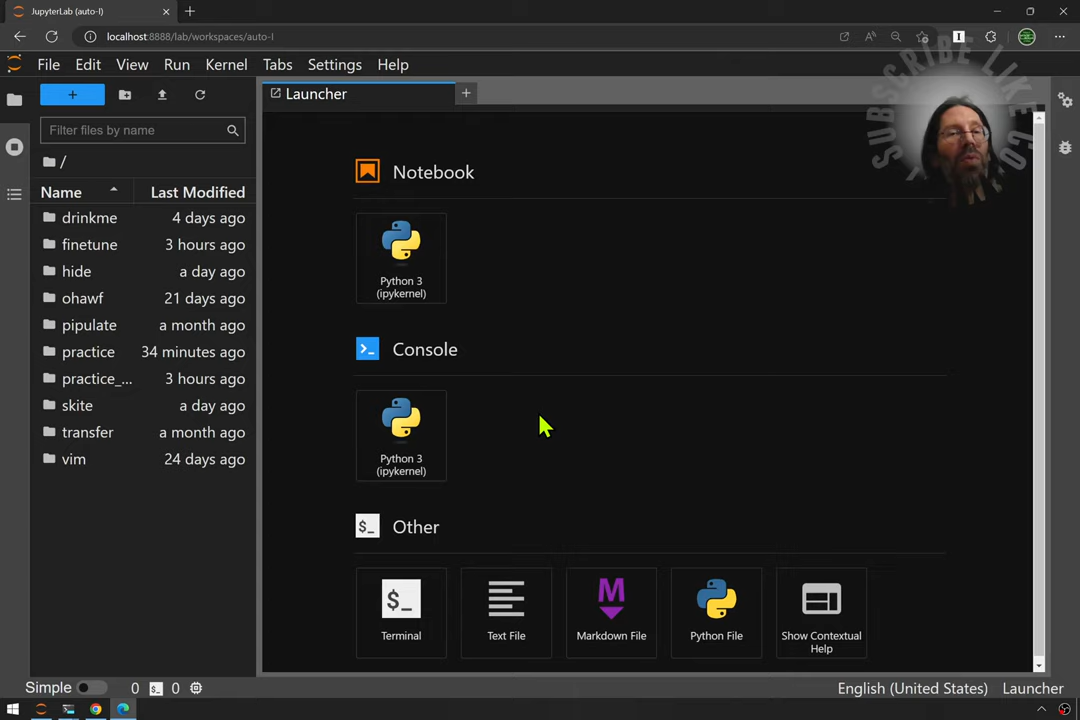 JupyterLab (auto-I)
localhost:8888/lab/workspaces/auto-I
File Edit View Run Kernel Tabs Settings Help
SUBSCRIBE LIKE CO
Launcher
Filter files by name
/
Name Last Modified
drinkme 4 days ago
finetune 3 hours ago
hide a day ago
ohawf 21 days ago
pipulate a month ago
practice 34 minutes ago
practice_... 3 hours ago
skite a day ago
transfer a month ago
vim 24 days ago
Notebook
Python 3
(ipykernel)
Console
Python 3
(ipykernel)
$_ Other
$_
Terminal
Text File
M
Markdown File
Python File
Show Contextual
Help
Simple 0 $_ 0
English (United States) Launcher